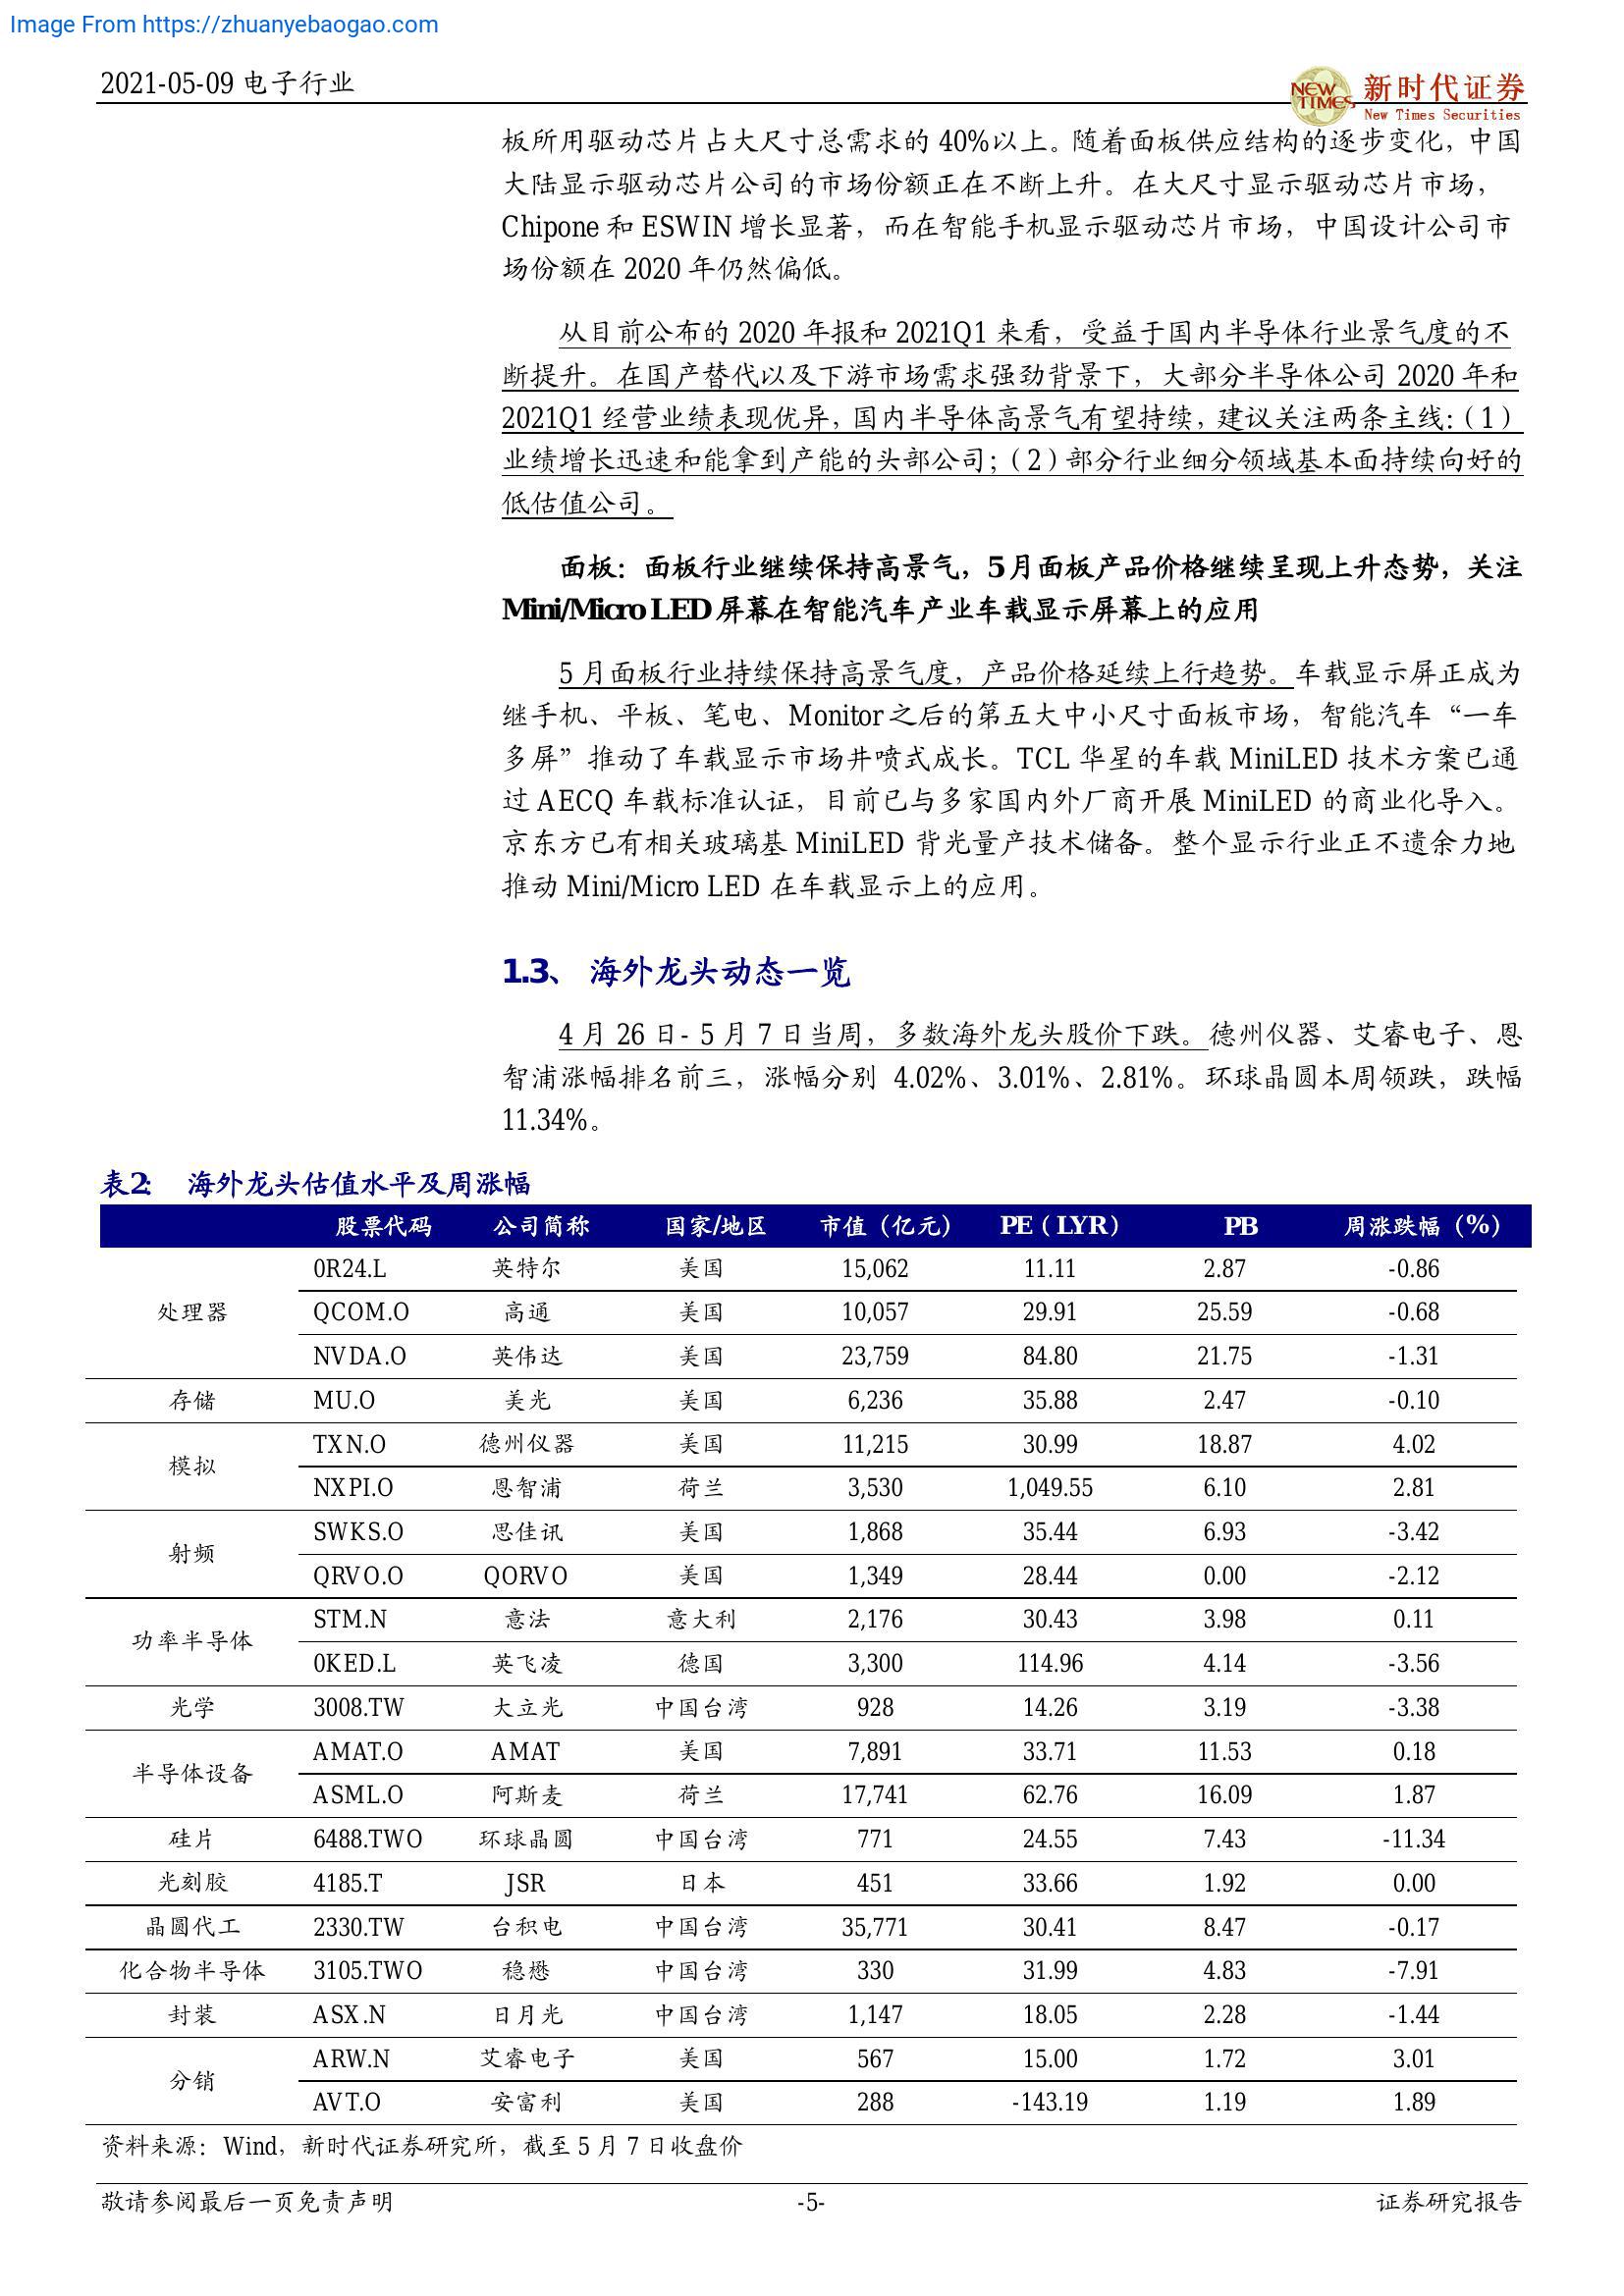 Image From https://zhuanyebaogao.com
2021-05-09 电子行业
NEW TIMES 新时代证券
New Times Securities
板所用驱动芯片占大尺寸总需求的 40%以上。随着面板供应结构的逐步变化，中国
大陆显示驱动芯片公司的市场份额正在不断上升。在大尺寸显示驱动芯片市场，
Chipone 和 ESWIN 增长显著，而在智能手机显示驱动芯片市场，中国设计公司市
场份额在 2020 年仍然偏低。
从目前公布的 2020 年报和 2021Q1 来看，受益于国内半导体行业景气度的不
断提升。在国产替代以及下游市场需求强劲背景下，大部分半导体公司 2020 年和
2021Q1 经营业绩表现优异，国内半导体高景气有望持续，建议关注两条主线：（1）
业绩增长迅速和能拿到产能的头部公司；（2）部分行业细分领域基本面持续向好的
低估值公司。
面板：面板行业继续保持高景气，5月面板产品价格继续呈现上升态势，关注
Mini/Micro LED屏幕在智能汽车产业车载显示屏幕上的应用
5 月面板行业持续保持高景气度，产品价格延续上行趋势。车载显示屏正成为
继手机、平板、笔电、Monitor之后的第五大中小尺寸面板市场，智能汽车“一车
多屏”推动了车载显示市场井喷式成长。TCL 华星的车载 MiniLED 技术方案已通
过 AECQ 车载标准认证，目前已与多家国内外厂商开展 MiniLED 的商业化导入。
京东方已有相关玻璃基 MiniLED 背光量产技术储备。整个显示行业正不遗余力地
推动 Mini/Micro LED 在车载显示上的应用。
1.3、 海外龙头动态一览
4 月 26 日- 5 月 7 日当周，多数海外龙头股价下跌。德州仪器、艾睿电子、恩
智浦涨幅排名前三，涨幅分别 4.02%、3.01%、2.81%。环球晶圆本周领跌，跌幅
11.34%。
表2： 海外龙头估值水平及周涨幅
股票代码 公司简称 国家/地区 市值（亿元） PE（LYR） PB 周涨跌幅（%）
处理器 0R24.L 英特尔 美国 15,062 11.11 2.87 -0.86
QCOM.O 高通 美国 10,057 29.91 25.59 -0.68
NVDA.O 英伟达 美国 23,759 84.80 21.75 -1.31
存储 MU.O 美光 美国 6,236 35.88 2.47 -0.10
模拟 TXN.O 德州仪器 美国 11,215 30.99 18.87 4.02
NXPI.O 恩智浦 荷兰 3,530 1,049.55 6.10 2.81
射频 SWKS.O 思佳讯 美国 1,868 35.44 6.93 -3.42
QRVO.O QORVO 美国 1,349 28.44 0.00 -2.12
功率半导体 STM.N 意法 意大利 2,176 30.43 3.98 0.11
0KED.L 英飞凌 德国 3,300 114.96 4.14 -3.56
光学 3008.TW 大立光 中国台湾 928 14.26 3.19 -3.38
半导体设备 AMAT.O AMAT 美国 7,891 33.71 11.53 0.18
ASML.O 阿斯麦 荷兰 17,741 62.76 16.09 1.87
硅片 6488.TWO 环球晶圆 中国台湾 771 24.55 7.43 -11.34
光刻胶 4185.T JSR 日本 451 33.66 1.92 0.00
晶圆代工 2330.TW 台积电 中国台湾 35,771 30.41 8.47 -0.17
化合物半导体 3105.TWO 稳懋 中国台湾 330 31.99 4.83 -7.91
封装 ASX.N 日月光 中国台湾 1,147 18.05 2.28 -1.44
分销 ARW.N 艾睿电子 美国 567 15.00 1.72 3.01
AVT.O 安富利 美国 288 -143.19 1.19 1.89
资料来源：Wind，新时代证券研究所，截至 5 月 7 日收盘价
敬请参阅最后一页免责声明 -5- 证券研究报告